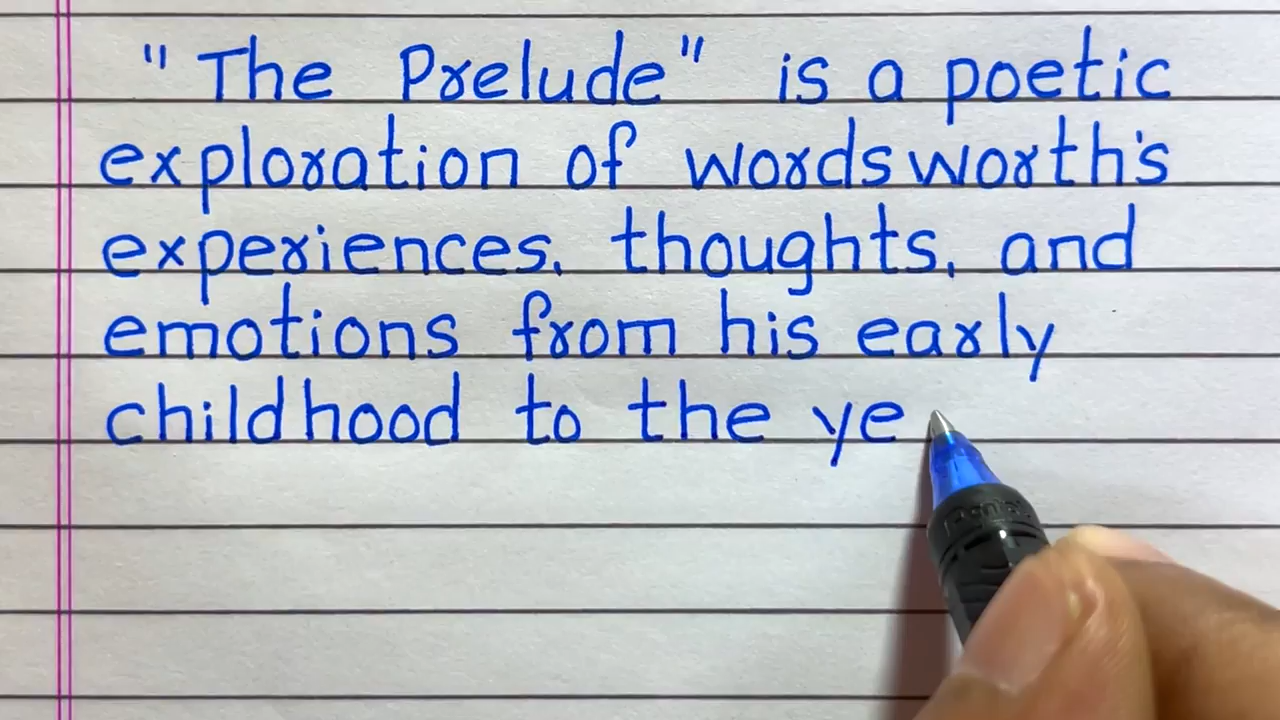 "The Prelude" is a poetic
exploration of wordsworth's
experiences, thoughts, and
emotions from his early
childhood to the ye